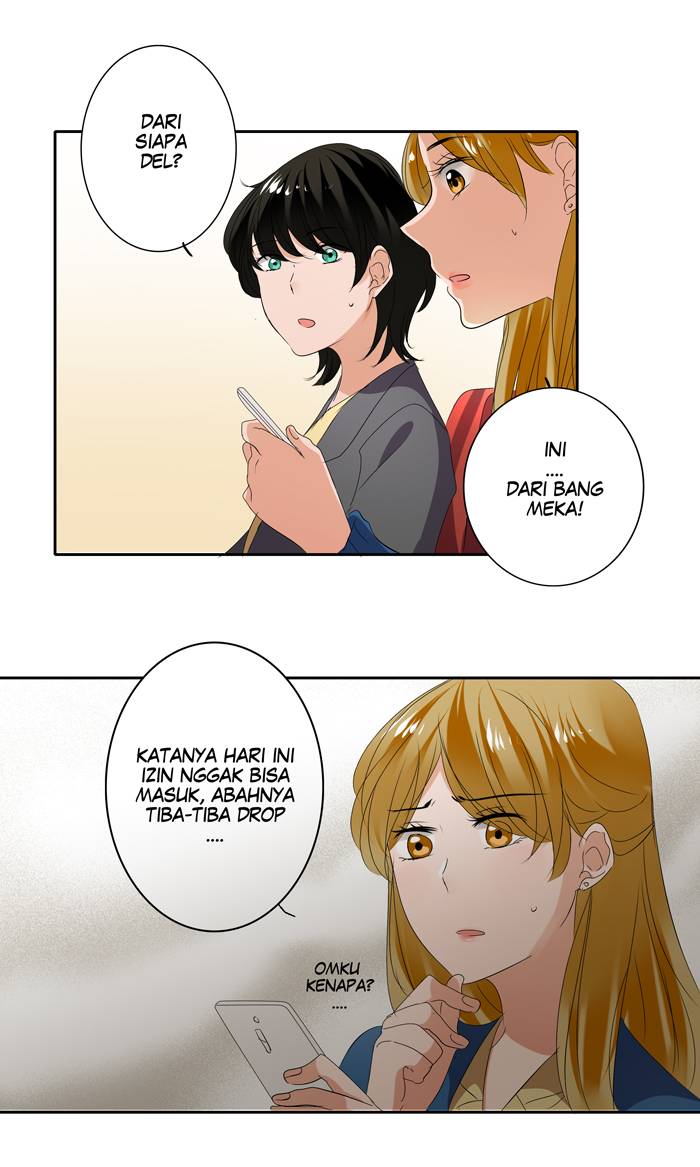 DARI
SIAPA
DEL?
INI
....
DARI BANG
MEKA!
KATANYA HARI INI
IZIN NGGAK BISA
MASUK, ABAHNYA
TIBA-TIBA DROP
....
OMKU
KENAPA?
....